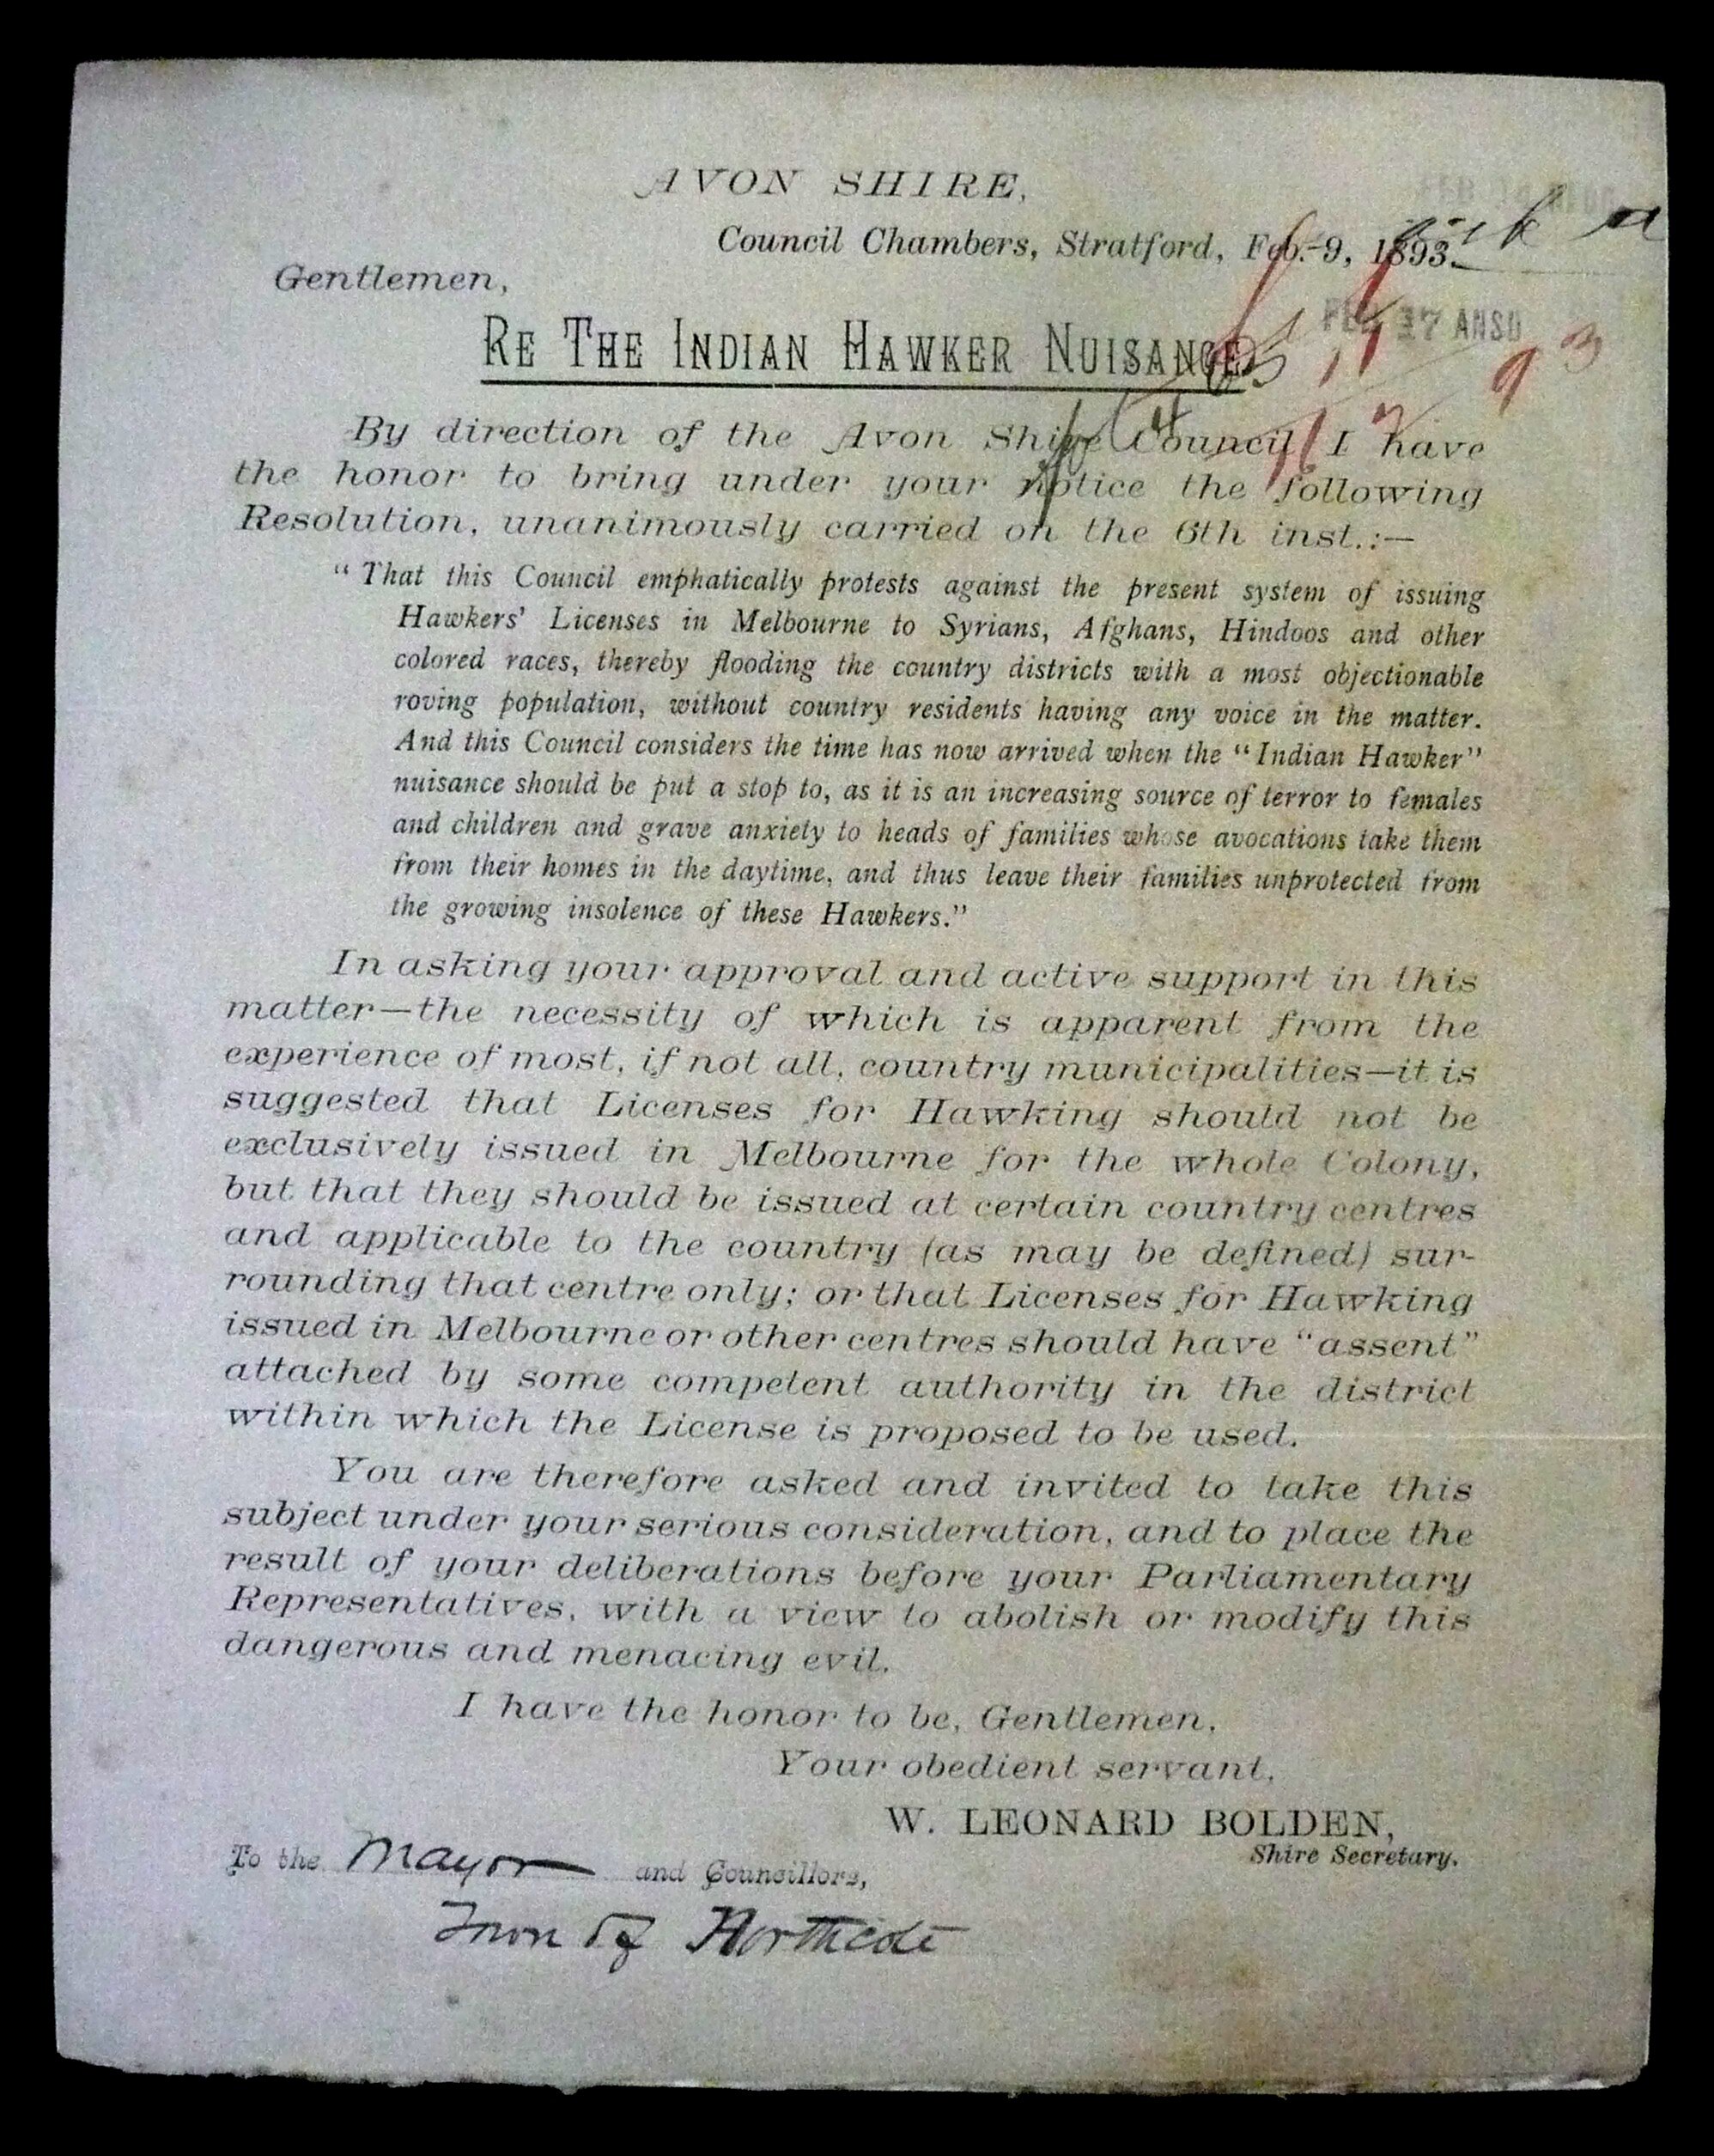 AVON SHIRE,
Council Chambers, Stratford, Feb. 9, 1893.
Gentlemen,
FEB 17 ANSD
RE THE INDIAN HAWKER NUISANCE.
By direction of the Avon Shire Council I have
the honor to bring under your notice the following
Resolution, unanimously carried on the 6th inst.:—
“That this Council emphatically protests against the present system of issuing
Hawkers' Licenses in Melbourne to Syrians, Afghans, Hindoos and other
colored races, thereby flooding the country districts with a most objectionable
roving population, without country residents having any voice in the matter.
And this Council considers the time has now arrived when the “Indian Hawker”
nuisance should be put a stop to, as it is an increasing source of terror to females
and children and grave anxiety to heads of families whose avocations take them
from their homes in the daytime, and thus leave their families unprotected from
the growing insolence of these Hawkers.”
In asking your approval and active support in this
matter—the necessity of which is apparent from the
experience of most, if not all, country municipalities—it is
suggested that Licenses for Hawking should not be
exclusively issued in Melbourne for the whole Colony,
but that they should be issued at certain country centres
and applicable to the country (as may be defined) sur-
rounding that centre only; or that Licenses for Hawking
issued in Melbourne or other centres should have “assent”
attached by some competent authority in the district
within which the License is proposed to be used.
You are therefore asked and invited to take this
subject under your serious consideration, and to place the
result of your deliberations before your Parliamentary
Representatives, with a view to abolish or modify this
dangerous and menacing evil.
I have the honor to be, Gentlemen,
Your obedient servant,
W. LEONARD BOLDEN,
Shire Secretary.
To the Mayor and Councillors,
Town of Northcote